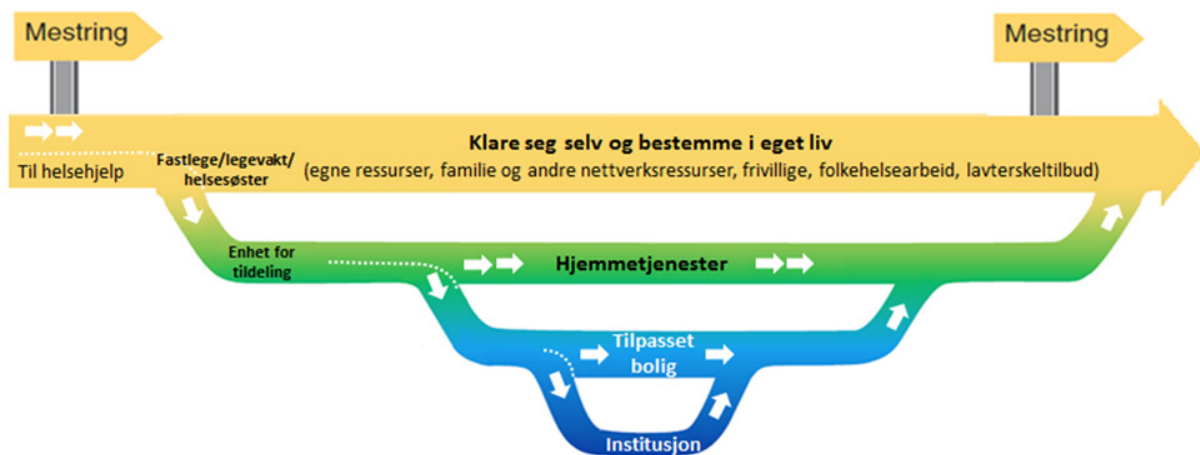 Mestring
Mestring
Klare seg selv og bestemme i eget liv
(egne ressurser, familie og andre nettverksressurser, frivillige, folkehelsearbeid, lavterskeltilbud)
Til helsehjelp
Fastlege/legevakt/
helsesøster
Enhet for
tildeling
Hjemmetjenester
Tilpasset
bolig
Institusjon